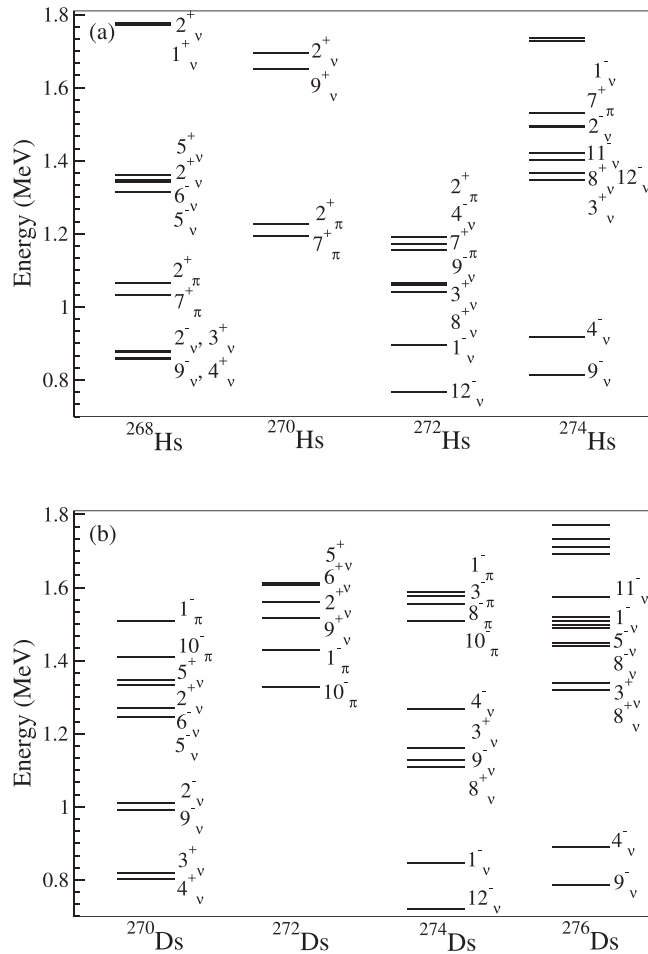 (a)
Energy (MeV)
1.8
1.6
1.4
1.2
1
0.8
2⁺ν
1⁺ν
5⁺ν
2⁺ν
6⁻ν
5⁻ν
2⁺π
7⁺π
2⁻ν, 3⁺ν
9⁻ν, 4⁺ν
2⁺ν
9⁺ν
2⁺π
7⁺π
2⁺π
4⁻ν
7⁺π
9⁻ν
3⁺ν
8⁺ν
1⁻ν
12⁻ν
1⁻ν
7⁺π
2⁻ν
11⁻ν
8⁺ν 12⁻ν
3⁺ν
4⁻ν
9⁻ν
²⁶⁸Hs ²⁷⁰Hs ²⁷²Hs ²⁷⁴Hs
(b)
Energy (MeV)
1.8
1.6
1.4
1.2
1
0.8
1⁻π
10⁻π
5⁺ν
2⁺ν
6⁻ν
5⁻ν
2⁻ν
9⁻ν
3⁺ν
4⁺ν
5⁺ν
6⁺ν
2⁺ν
9⁺ν
1⁻π
10⁻π
1⁻π
3⁻π
8⁻π
10⁻π
4⁻ν
3⁺ν
9⁻ν
8⁺ν
1⁻ν
12⁻ν
11⁻ν
1⁻ν
5⁻ν
8⁻ν
3⁺ν
8⁺ν
4⁻ν
9⁻ν
²⁷⁰Ds ²⁷²Ds ²⁷⁴Ds ²⁷⁶Ds